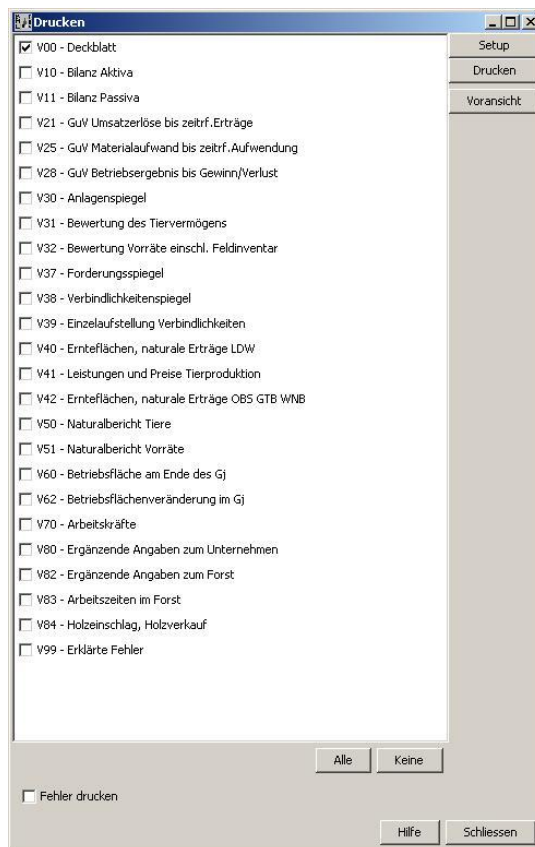 Drucken
V00 - Deckblatt
Setup
V10 - Bilanz Aktiva
Drucken
V11 - Bilanz Passiva
Voransicht
V21 - GuV Umsatzerlöse bis zeitrf.Erträge
V25 - GuV Materialaufwand bis zeitrf.Aufwendung
V28 - GuV Betriebsergebnis bis Gewinn/Verlust
V30 - Anlagenspiegel
V31 - Bewertung des Tiervermögens
V32 - Bewertung Vorräte einschl. Feldinventar
V37 - Forderungsspiegel
V38 - Verbindlichkeitenspiegel
V39 - Einzelaufstellung Verbindlichkeiten
V40 - Ernteflächen, naturale Erträge LDW
V41 - Leistungen und Preise Tierproduktion
V42 - Ernteflächen, naturale Erträge OBS GTB WNB
V50 - Naturalbericht Tiere
V51 - Naturalbericht Vorräte
V60 - Betriebsfläche am Ende des Gj
V62 - Betriebsflächenveränderung im Gj
V70 - Arbeitskräfte
V80 - Ergänzende Angaben zum Unternehmen
V82 - Ergänzende Angaben zum Forst
V83 - Arbeitszeiten im Forst
V84 - Holzeinschlag, Holzverkauf
V99 - Erklärte Fehler
Alle
Keine
Fehler drucken
Hilfe
Schliessen